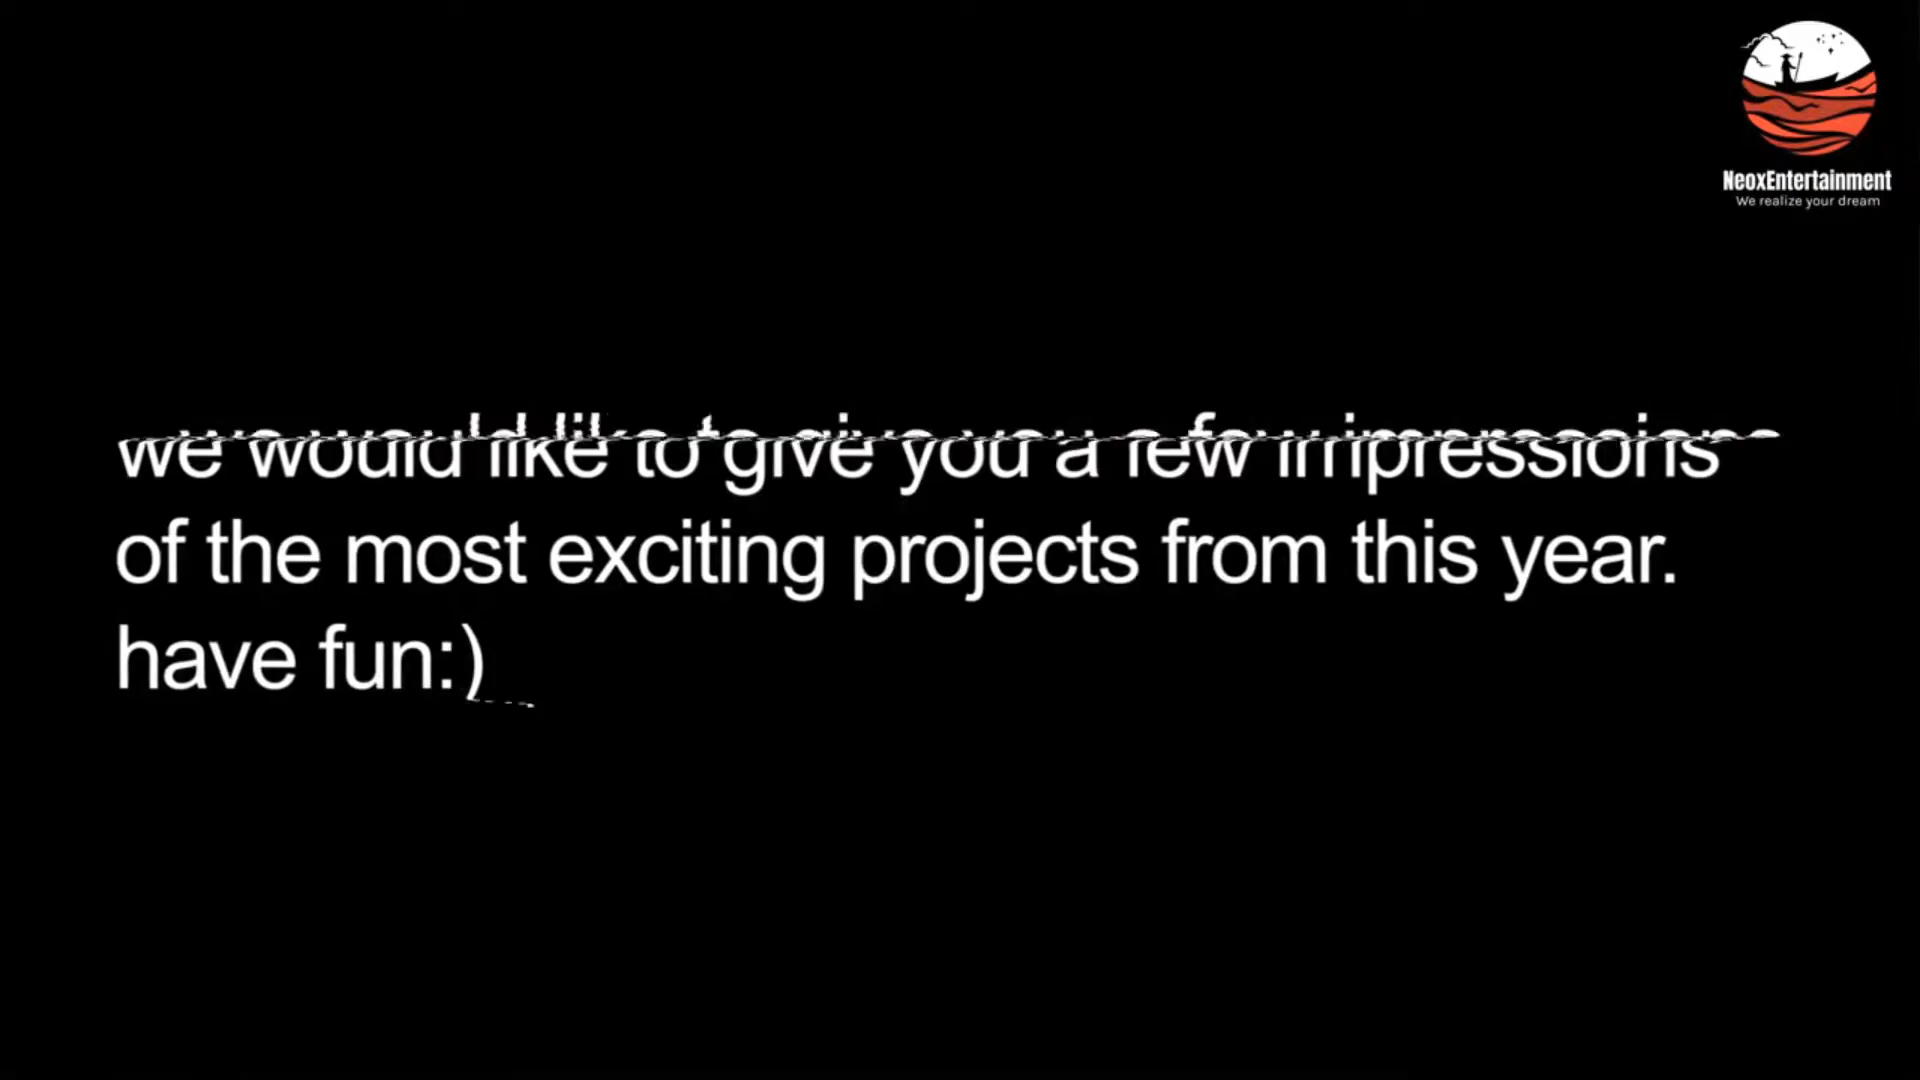 NeoxEntertainment
We realize your dream
we would like to give you a few impressions
of the most exciting projects from this year.
have fun:)